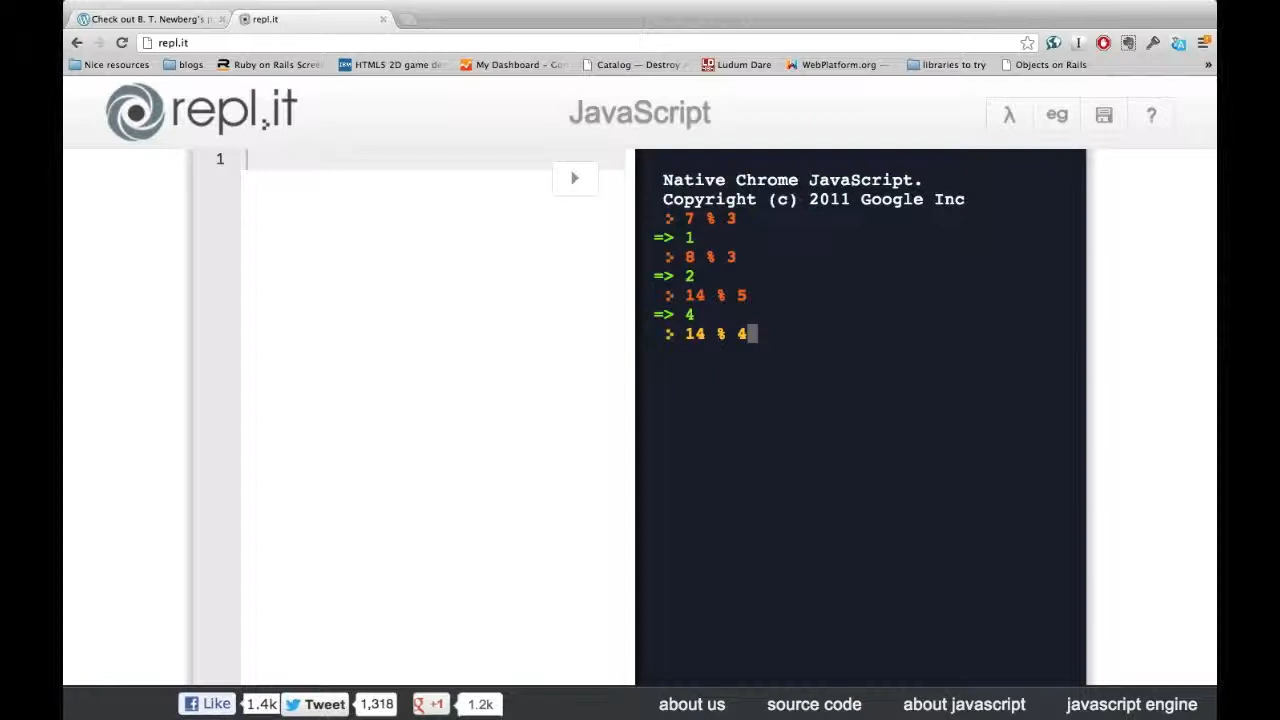 Check out B. T. Newberg's p
repl.it
repl.it
Nice resources
blogs
Ruby on Rails Scree
HTML5 2D game de
My Dashboard - Go
Catalog — Destroy
Ludum Dare
WebPlatform.org —
libraries to try
Objects on Rails
»
repl.it
JavaScript
λ
eg
?
1
Native Chrome JavaScript.
Copyright (c) 2011 Google Inc
: 7 % 3
=> 1
: 8 % 3
=> 2
: 14 % 5
=> 4
: 14 % 4
Like
1.4k
Tweet
1,318
g +1
1.2k
about us
source code
about javascript
javascript engine